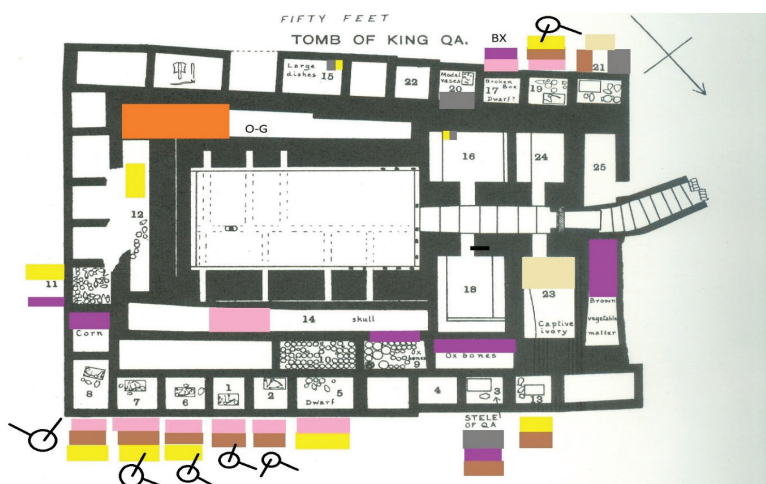 FIFTY FEET
TOMB OF KING QA.
BX
Large
dishes 15
22
Model
vases
20
Broken
Box
17
Dwarf?
19
21
O-G
16
24
25
12
11
18
23
Captive
ivory
Brown
vegetable
matter
14 skull
Corn
10
Ox
bones
9
Ox bones
8
7
6
1
2
5
Dwarf
4
3
13
STELE
OF QA